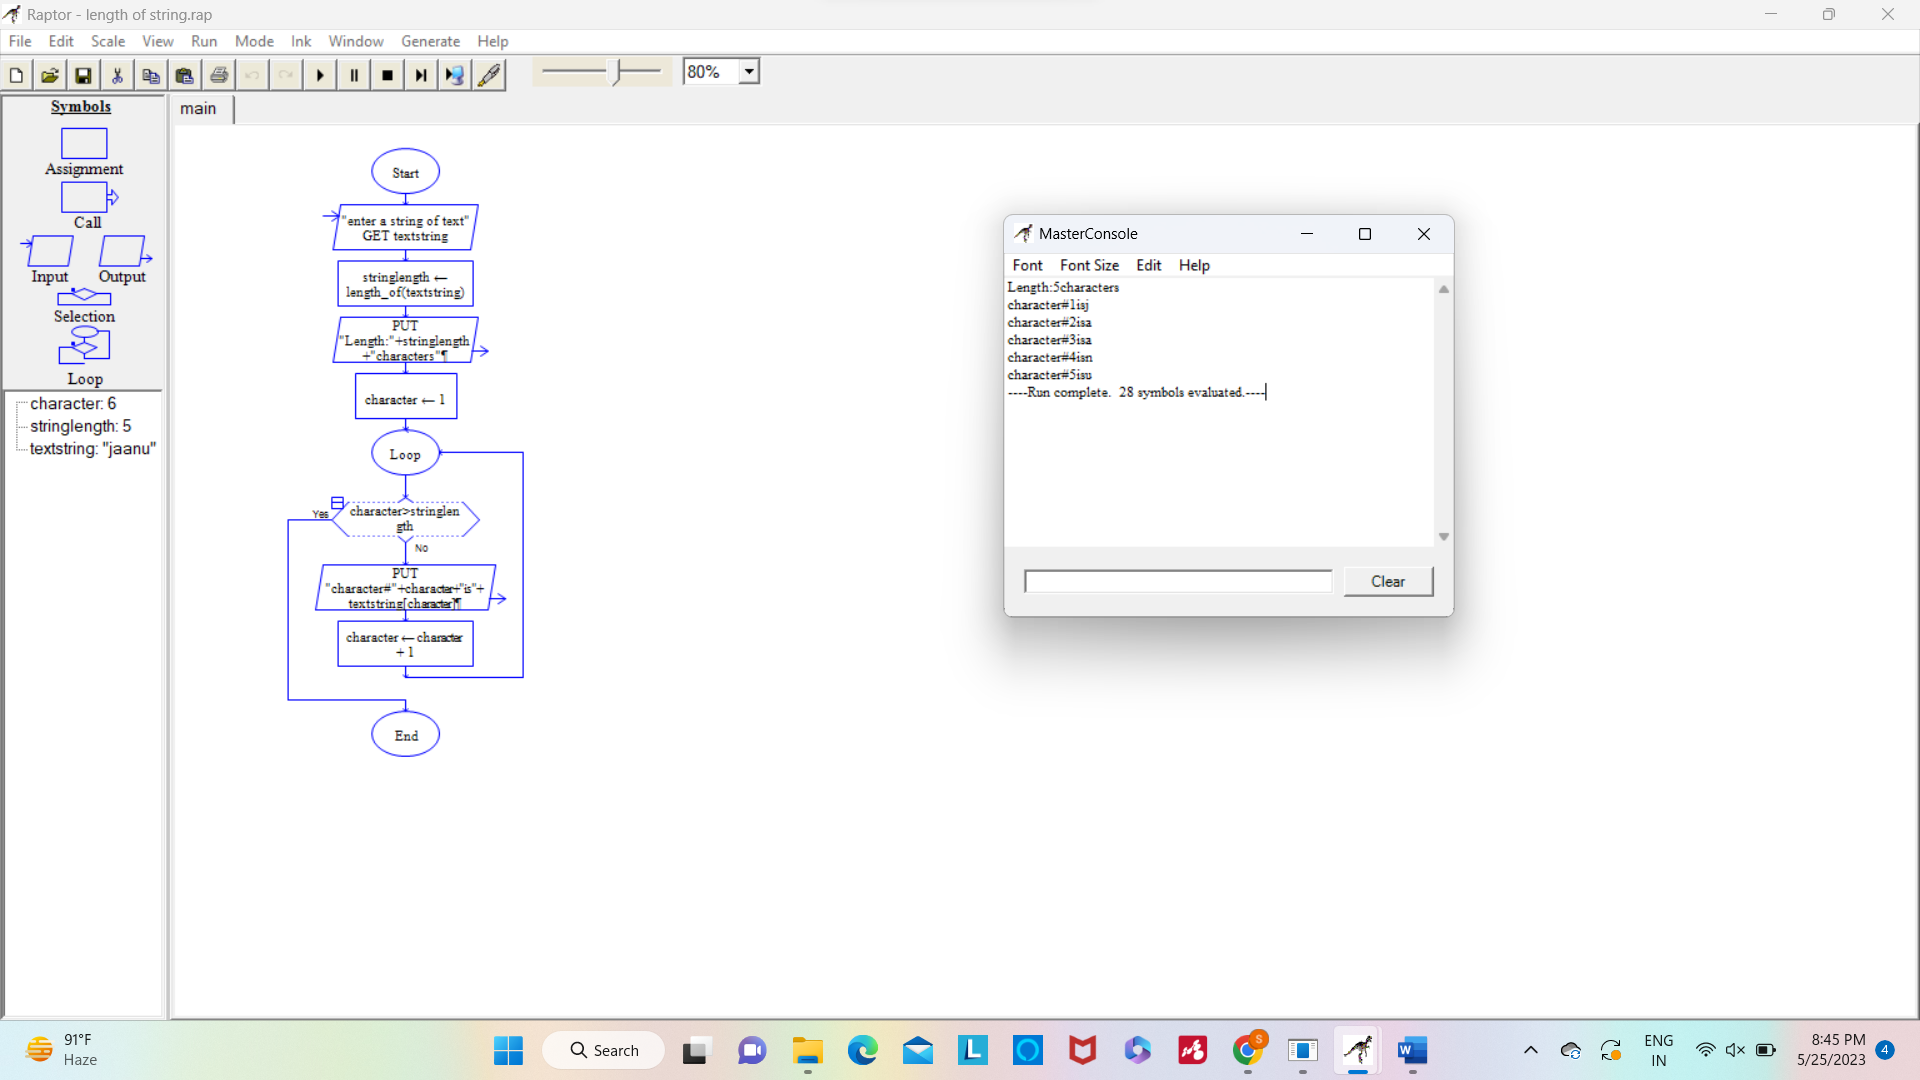 Raptor - length of string.rap
File Edit Scale View Run Mode Ink Window Generate Help
80%
Symbols
Assignment
Call
Input Output
Selection
Loop
character: 6
stringlength: 5
textstring: "jaanu"
main
Start
"enter a string of text"
GET textstring
stringlength ←
length_of(textstring)
PUT
"Length:"+stringlength
+"characters"¶
character ← 1
Loop
Yes
character>stringlen
gth
No
PUT
"character#"+character+"is"+
textstring[character]¶
character ← character
+ 1
End
MasterConsole
Font Font Size Edit Help
Length:5characters
character#1isj
character#2isa
character#3isa
character#4isn
character#5isu
----Run complete.  28 symbols evaluated.----
Clear
91°F
Haze
Search
L
S
W
ENG
IN
8:45 PM
5/25/2023
4